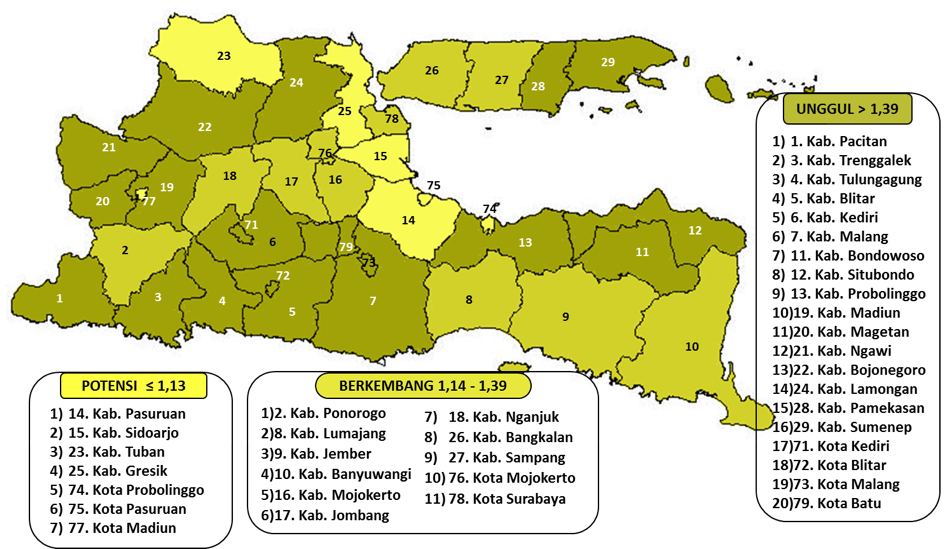 23
24
25
78
26
27
28
29
22
21
76
15
20
19
77
18
17
16
75
74
14
71
6
79
73
2
13
11
12
1
3
4
72
5
7
8
9
10
UNGGUL > 1,39
1) 1. Kab. Pacitan
2) 3. Kab. Trenggalek
3) 4. Kab. Tulungagung
4) 5. Kab. Blitar
5) 6. Kab. Kediri
6) 7. Kab. Malang
7) 11. Kab. Bondowoso
8) 12. Kab. Situbondo
9) 13. Kab. Probolinggo
10)19. Kab. Madiun
11)20. Kab. Magetan
12)21. Kab. Ngawi
13)22. Kab. Bojonegoro
14)24. Kab. Lamongan
15)28. Kab. Pamekasan
16)29. Kab. Sumenep
17)71. Kota Kediri
18)72. Kota Blitar
19)73. Kota Malang
20)79. Kota Batu
POTENSI ≤ 1,13
1) 14. Kab. Pasuruan
2) 15. Kab. Sidoarjo
3) 23. Kab. Tuban
4) 25. Kab. Gresik
5) 74. Kota Probolinggo
6) 75. Kota Pasuruan
7) 77. Kota Madiun
BERKEMBANG 1,14 - 1,39
1)2. Kab. Ponorogo
2)8. Kab. Lumajang
3)9. Kab. Jember
4)10. Kab. Banyuwangi
5)16. Kab. Mojokerto
6)17. Kab. Jombang
7) 18. Kab. Nganjuk
8) 26. Kab. Bangkalan
9) 27. Kab. Sampang
10) 76. Kota Mojokerto
11) 78. Kota Surabaya